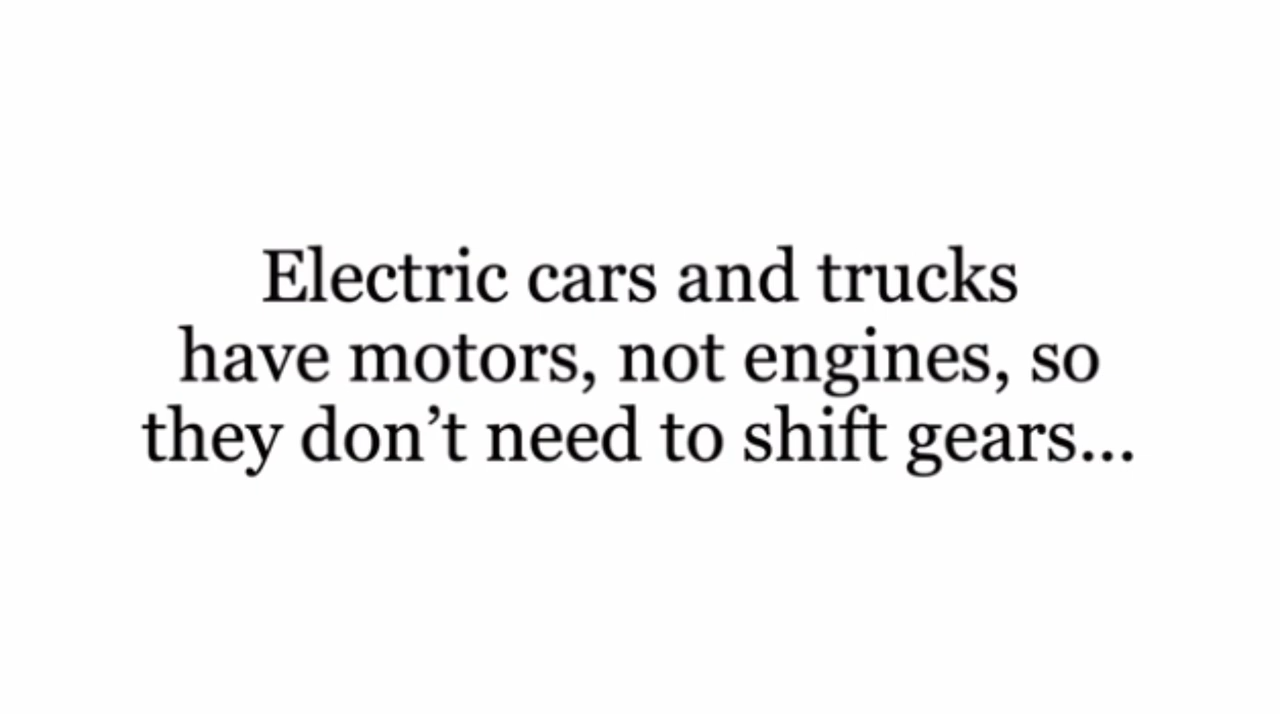 Electric cars and trucks
have motors, not engines, so
they don’t need to shift gears...